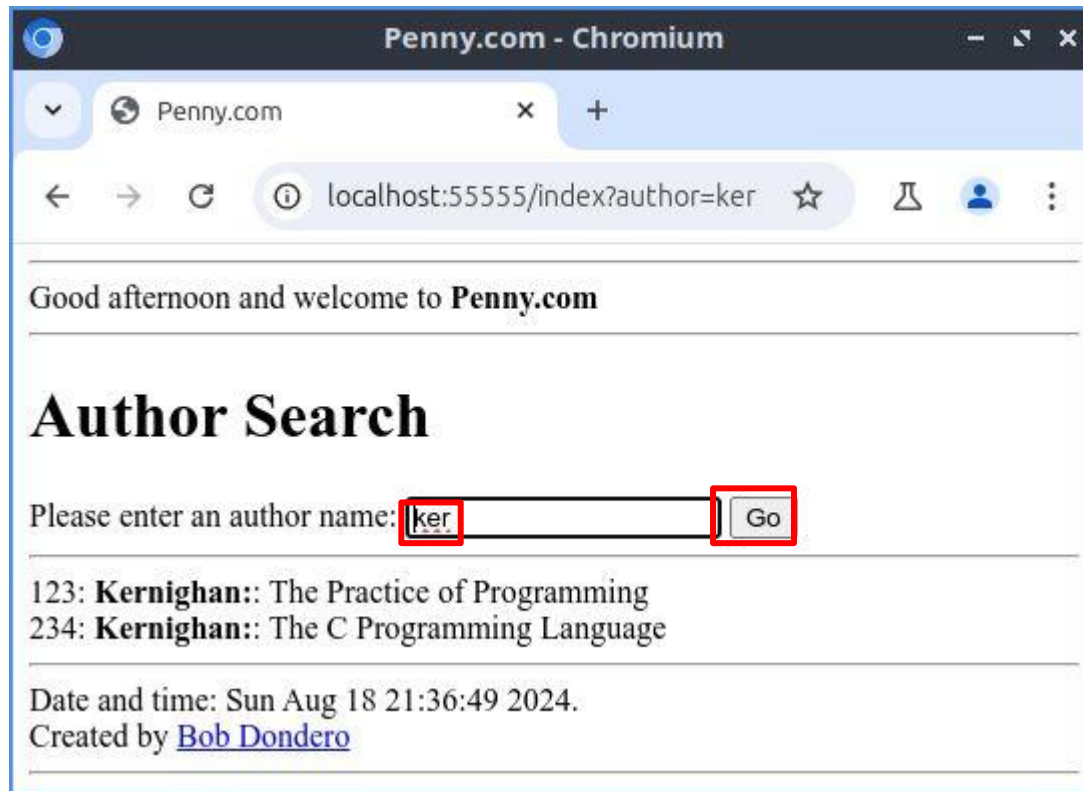 Penny.com - Chromium
Penny.com
localhost:55555/index?author=ker
Good afternoon and welcome to Penny.com
Author Search
Please enter an author name: ker Go
123: Kernighan:: The Practice of Programming
234: Kernighan:: The C Programming Language
Date and time: Sun Aug 18 21:36:49 2024.
Created by Bob Dondero